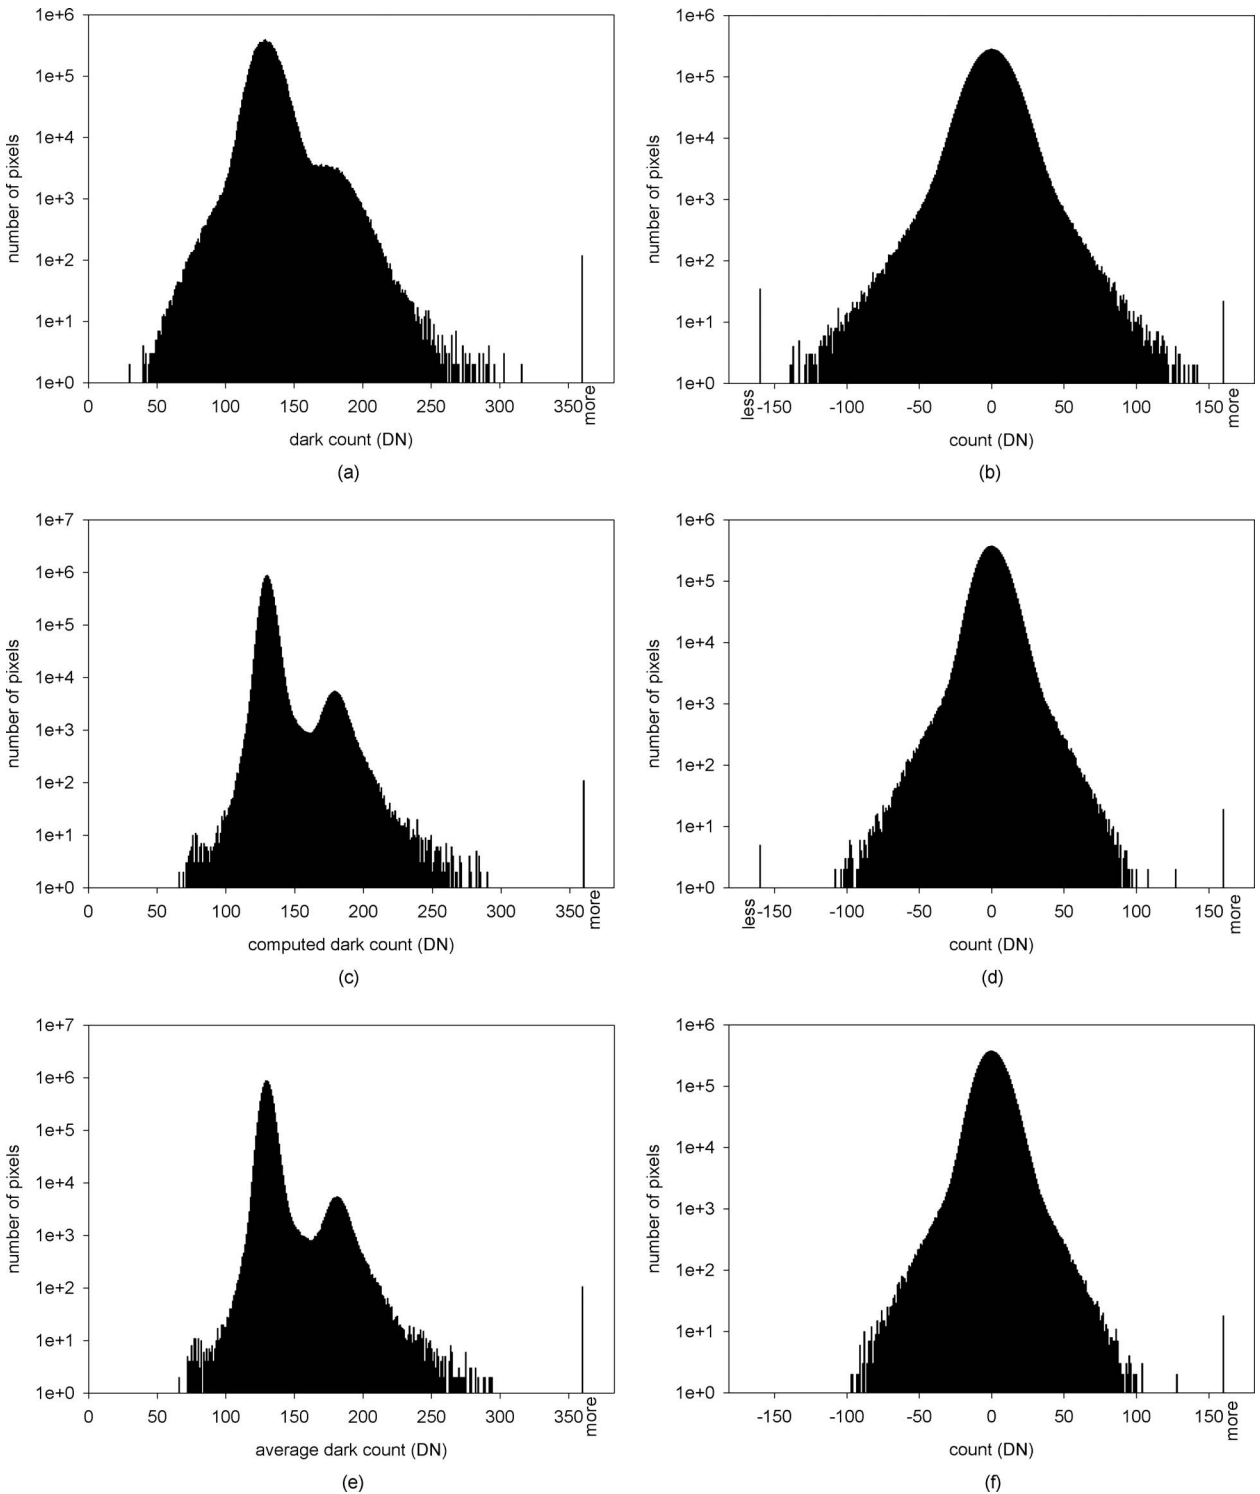 1e+6
1e+5
1e+4
1e+3
1e+2
1e+1
1e+0
number of pixels
0 50 100 150 200 250 300 350 more
dark count (DN)
(a)
1e+6
1e+5
1e+4
1e+3
1e+2
1e+1
1e+0
number of pixels
less -150 -100 -50 0 50 100 150 more
count (DN)
(b)
1e+7
1e+6
1e+5
1e+4
1e+3
1e+2
1e+1
1e+0
number of pixels
0 50 100 150 200 250 300 350 more
computed dark count (DN)
(c)
1e+6
1e+5
1e+4
1e+3
1e+2
1e+1
1e+0
number of pixels
less -150 -100 -50 0 50 100 150 more
count (DN)
(d)
1e+7
1e+6
1e+5
1e+4
1e+3
1e+2
1e+1
1e+0
number of pixels
0 50 100 150 200 250 300 350 more
average dark count (DN)
(e)
1e+6
1e+5
1e+4
1e+3
1e+2
1e+1
1e+0
number of pixels
-150 -100 -50 0 50 100 150 more
count (DN)
(f)